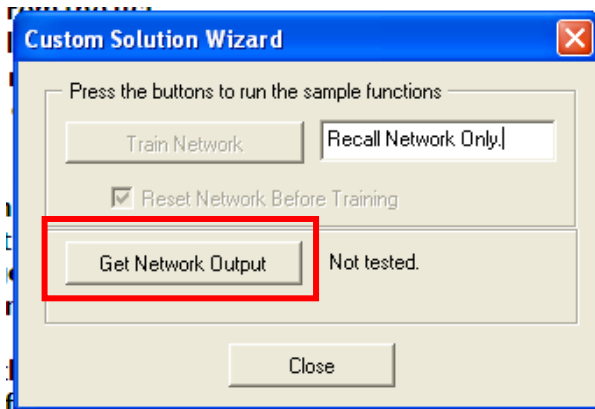 Custom Solution Wizard
Press the buttons to run the sample functions
Train Network
Recall Network Only.
Reset Network Before Training
Get Network Output
Not tested.
Close